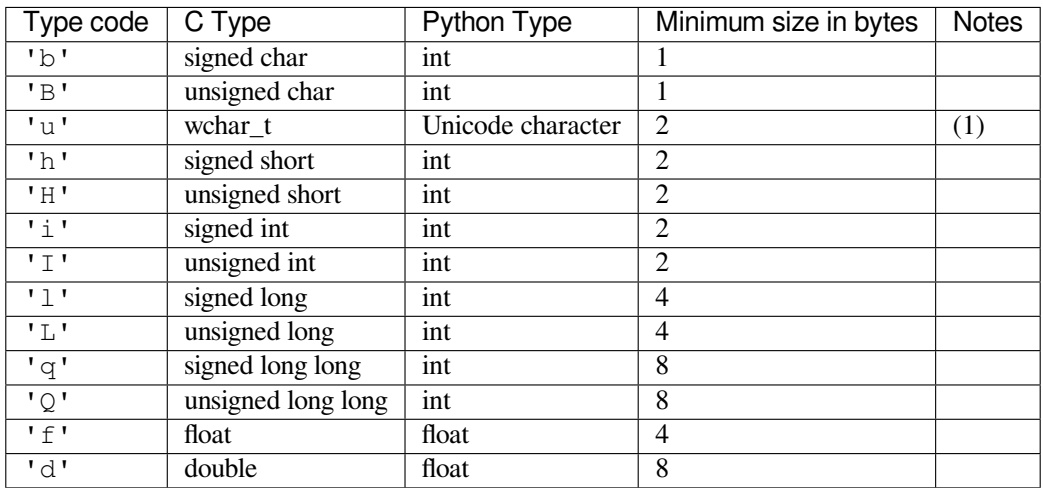 Type code C Type Python Type Minimum size in bytes Notes
'b' signed char int 1
'B' unsigned char int 1
'u' wchar_t Unicode character 2 (1)
'h' signed short int 2
'H' unsigned short int 2
'i' signed int int 2
'I' unsigned int int 2
'l' signed long int 4
'L' unsigned long int 4
'q' signed long long int 8
'Q' unsigned long long int 8
'f' float float 4
'd' double float 8